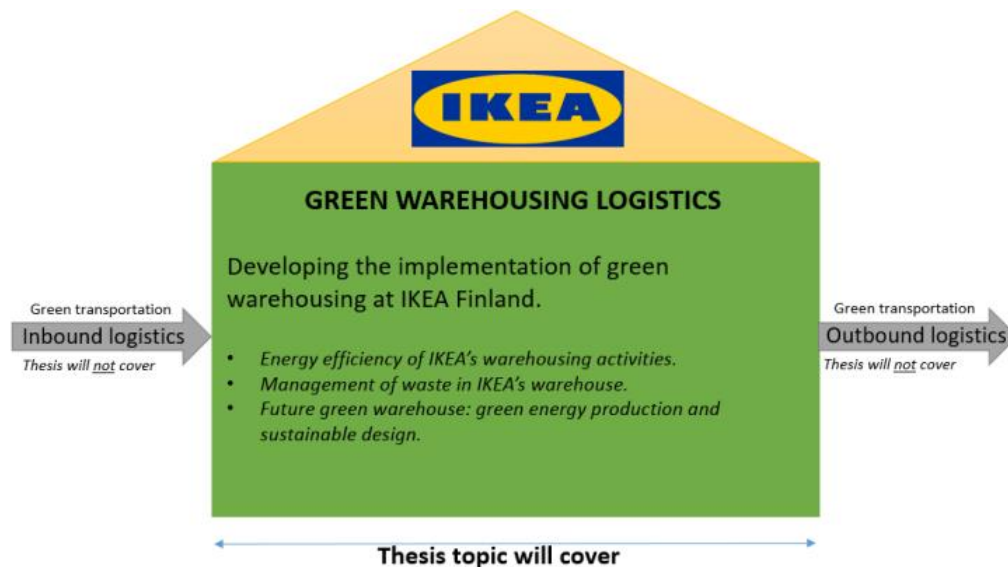 IKEA
GREEN WAREHOUSING LOGISTICS
Developing the implementation of green
warehousing at IKEA Finland.
Green transportation
Inbound logistics
Thesis will not cover
• Energy efficiency of IKEA's warehousing activities.
• Management of waste in IKEA's warehouse.
• Future green warehouse: green energy production and
sustainable design.
Green transportation
Outbound logistics
Thesis will not cover
Thesis topic will cover